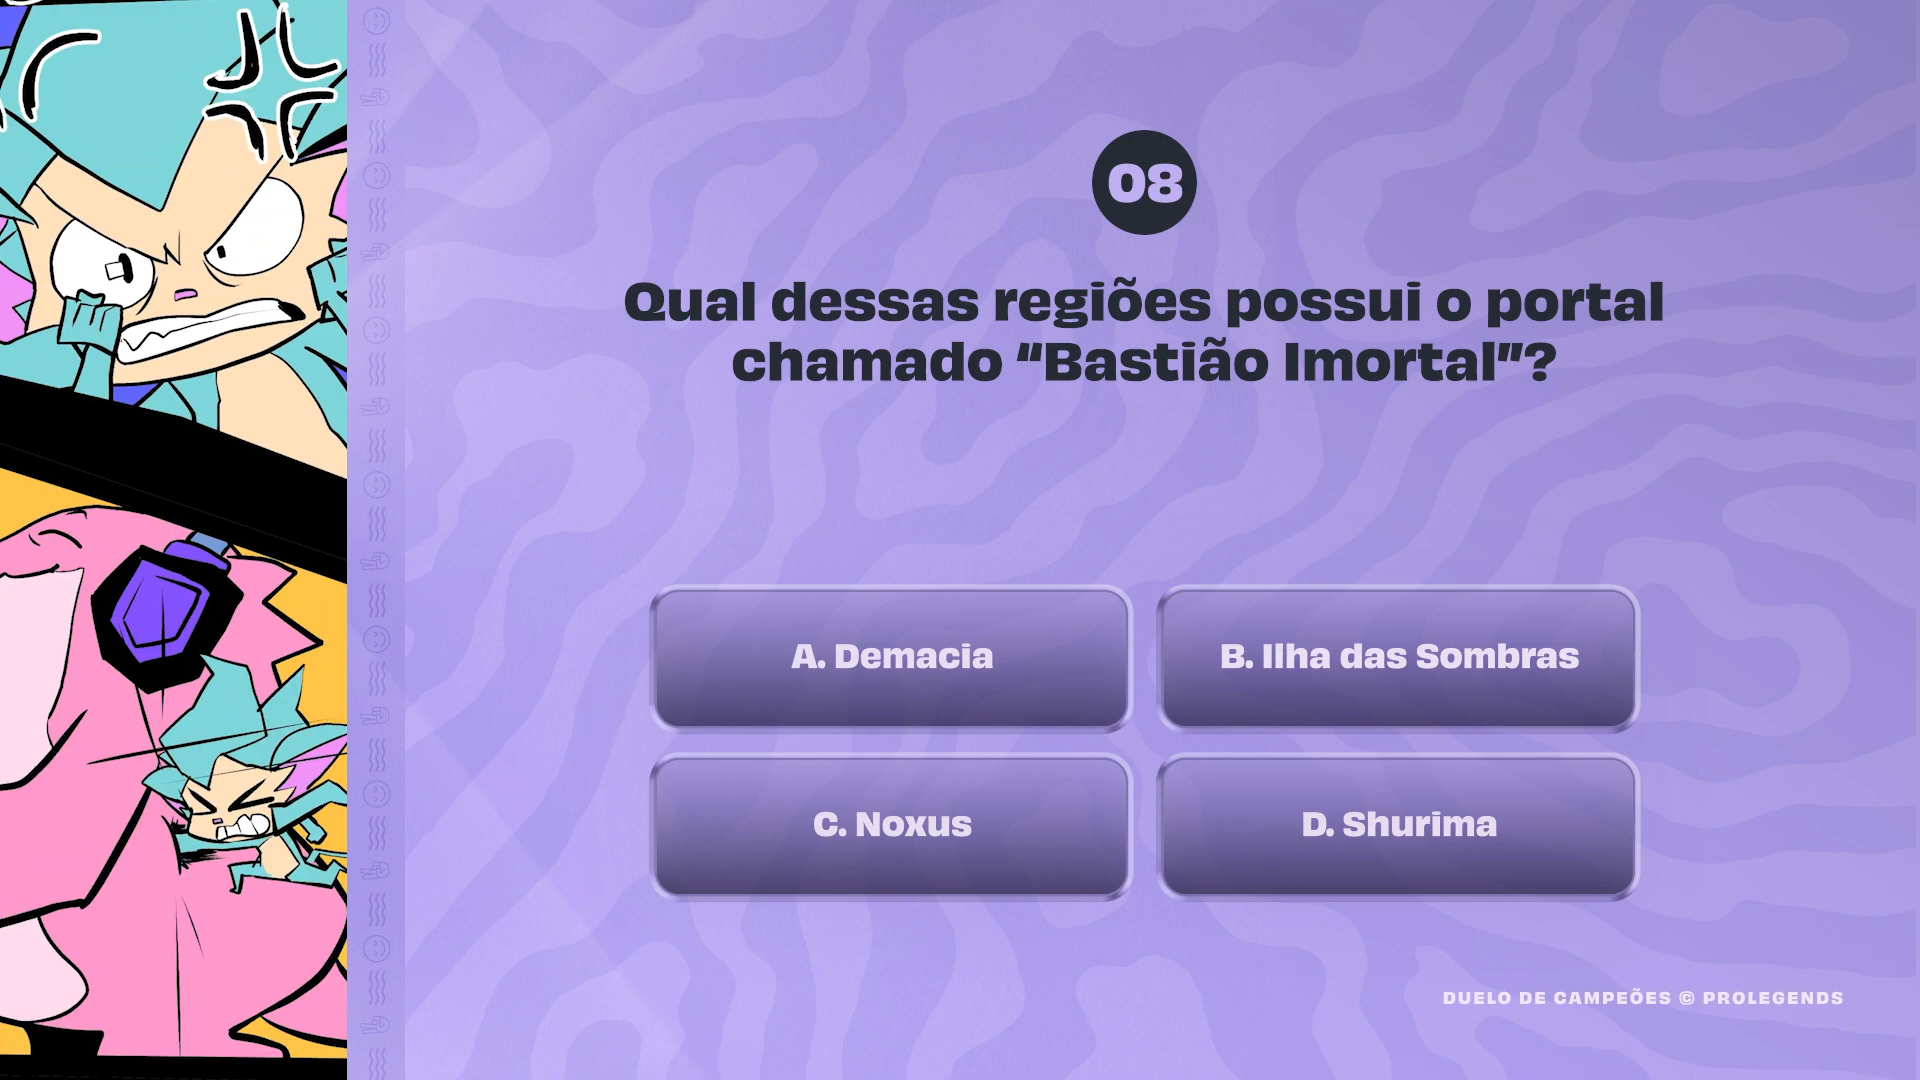 08
Qual dessas regiões possui o portal
chamado “Bastião Imortal”?
A. Demacia
B. Ilha das Sombras
C. Noxus
D. Shurima
DUELO DE CAMPEÕES © PROLEGENDS